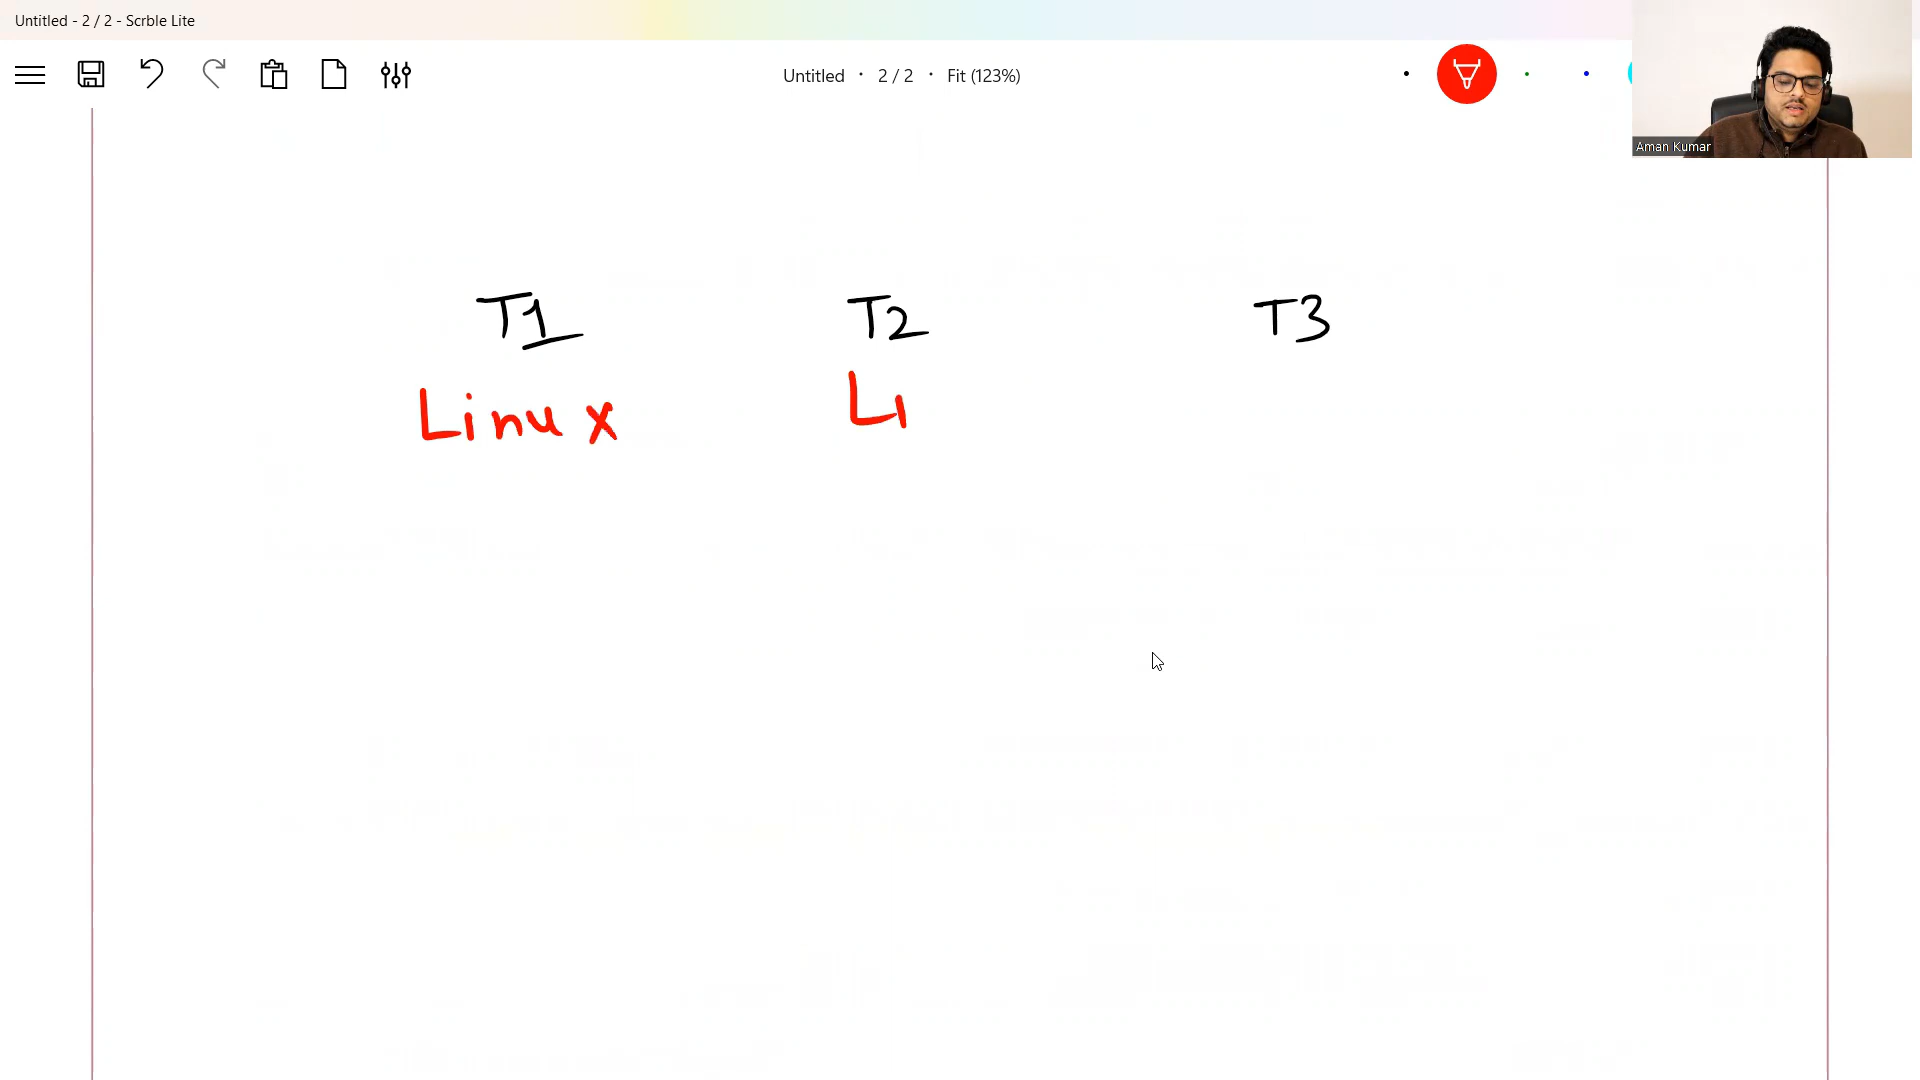 Untitled - 2 / 2 - Scrble Lite
Untitled · 2 / 2 · Fit (123%)
Aman Kumar
T1 T2 T3
Linux Li